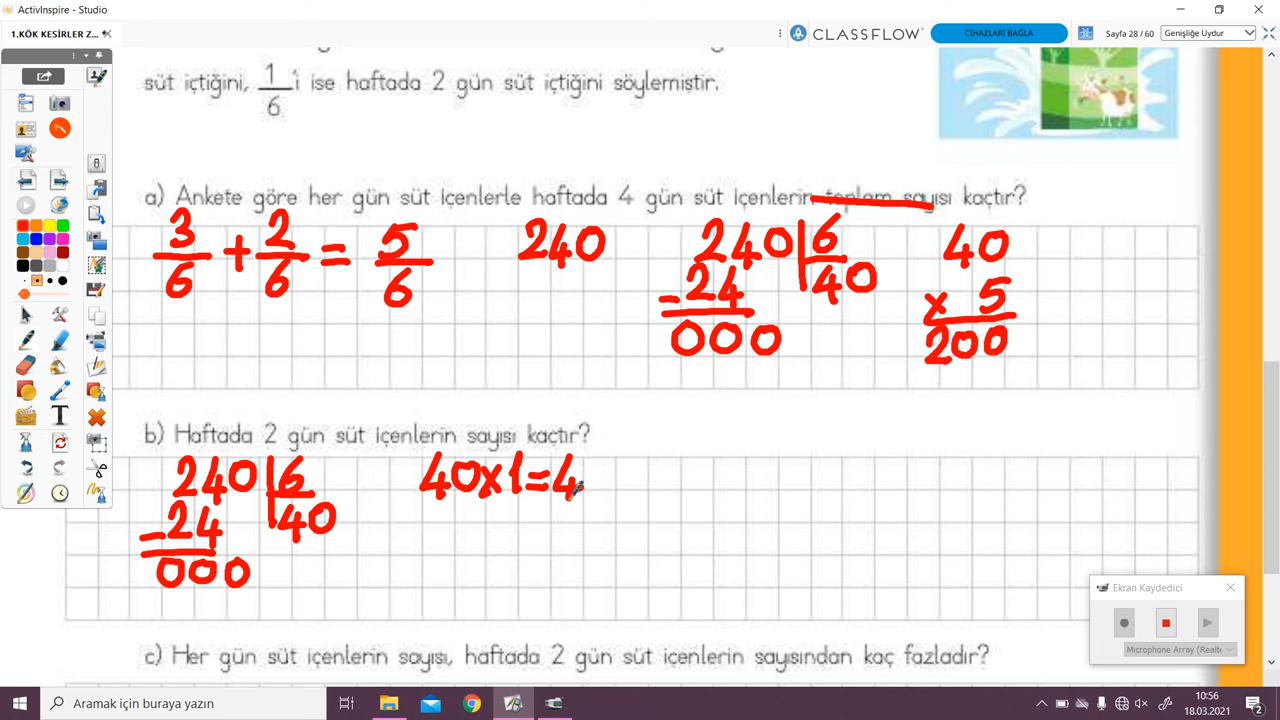 ActivInspire - Studio
1.KÖK KESİRLER Z...
CLASSFLOW
CİHAZLARI BAĞLA
Sayfa 28 / 60
Genişliğe Uydur
süt içtiğini, 1/6 i ise haftada 2 gün süt içtiğini söylemiştir.
a) Ankete göre her gün süt içenlerle haftada 4 gün süt içenlerin toplam sayısı kaçtır?
3/6 + 2/6 = 5/6
240
240 | 6
40
- 24
000
40
x 5
200
b) Haftada 2 gün süt içenlerin sayısı kaçtır?
240 | 6
40
- 24
000
40x1=4
c) Her gün süt içenlerin sayısı, haftada 2 gün süt içenlerin sayısından kaç fazladır?
Ekran Kaydedici
Microphone Array (Realte
Aramak için buraya yazın
10:56
18.03.2021
2